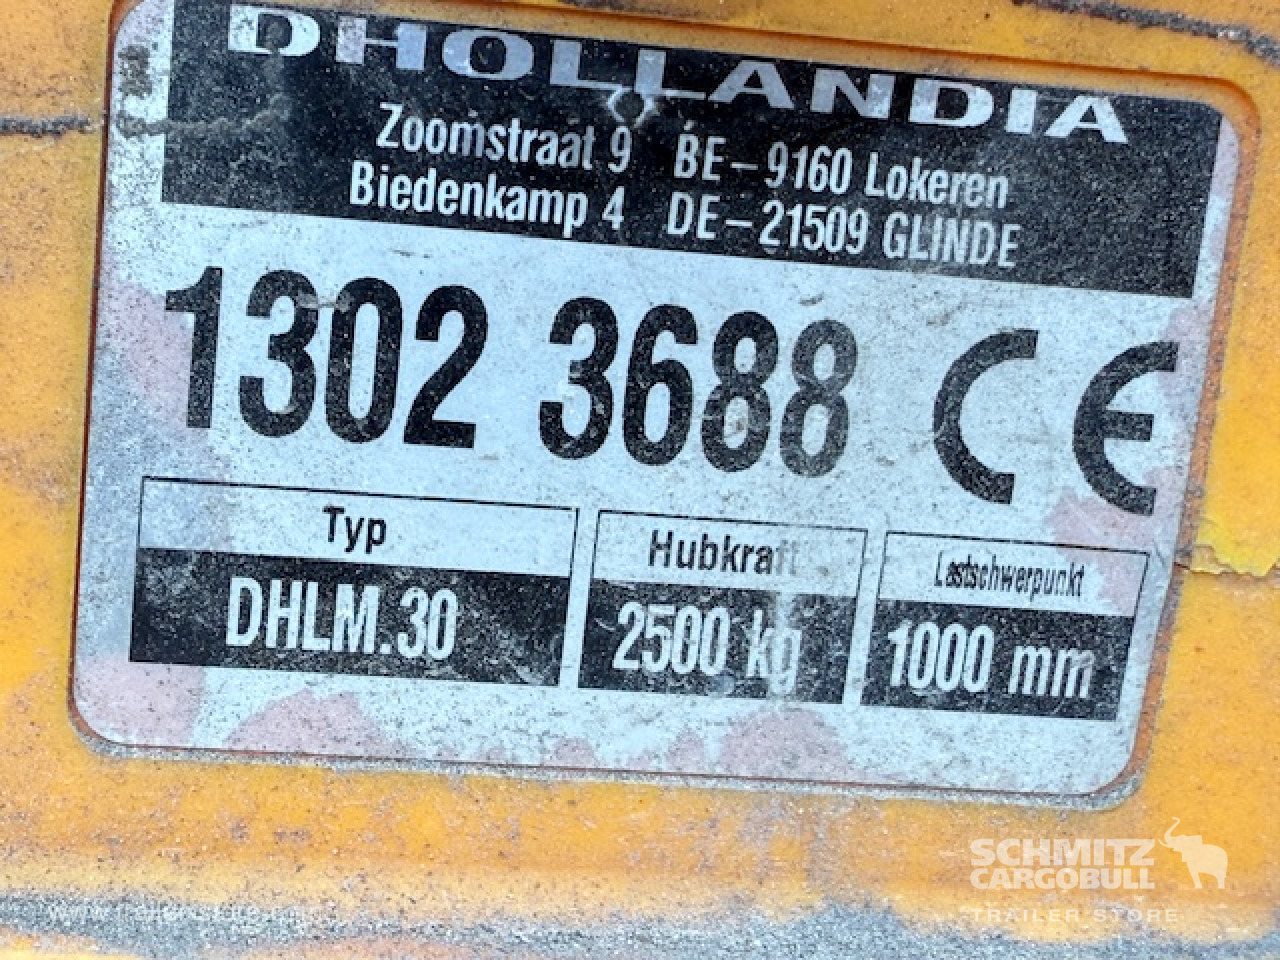 DHOLLANDIA
Zoomstraat 9 BE-9160 Lokeren
Biedenkamp 4 DE-21509 GLINDE
1302 3688 CE
Typ Hubkraft Lastschwerpunkt
DHLM.30 2500 kg 1000 mm
SCHMITZ
CARGOBULL
TRAILER STORE